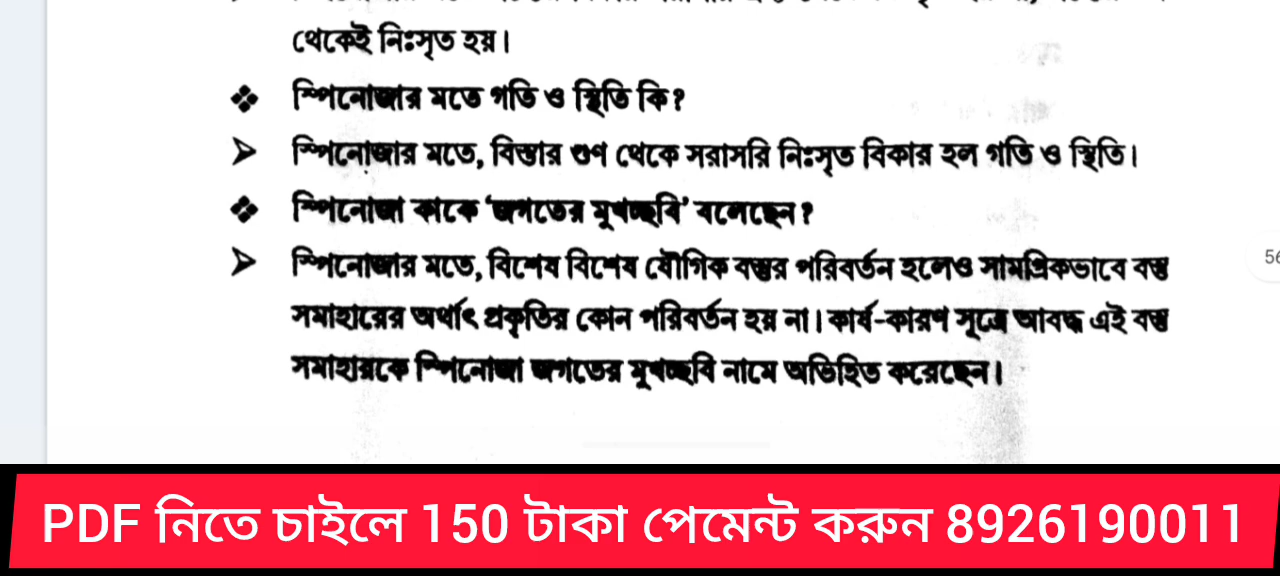 থেকেই নিঃসৃত হয়।
❖ স্পিনোজার মতে গতি ও স্থিতি কি?
➢ স্পিনোজার মতে, বিস্তার গুণ থেকে সরাসরি নিঃসৃত বিকার হল গতি ও স্থিতি।
❖ স্পিনোজা কাকে ‘জগতের মুখচ্ছবি’ বলেছেন?
➢ স্পিনোজার মতে, বিশেষ বিশেষ যৌগিক বস্তুর পরিবর্তন হলেও সামগ্রিকভাবে বস্তু
সমাহারের অর্থাৎ প্রকৃতির কোন পরিবর্তন হয় না। কার্য-কারণ সূত্রে আবদ্ধ এই বস্তু
সমাহারকে স্পিনোজা জগতের মুখচ্ছবি নামে অভিহিত করেছেন।
PDF নিতে চাইলে 150 টাকা পেমেন্ট করুন 8926190011